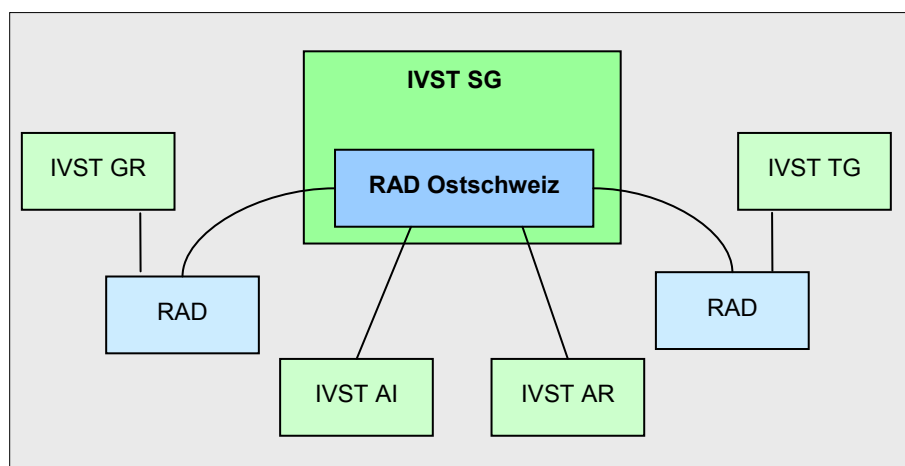 IVST SG
IVST GR
RAD Ostschweiz
IVST TG
RAD
RAD
IVST AI
IVST AR